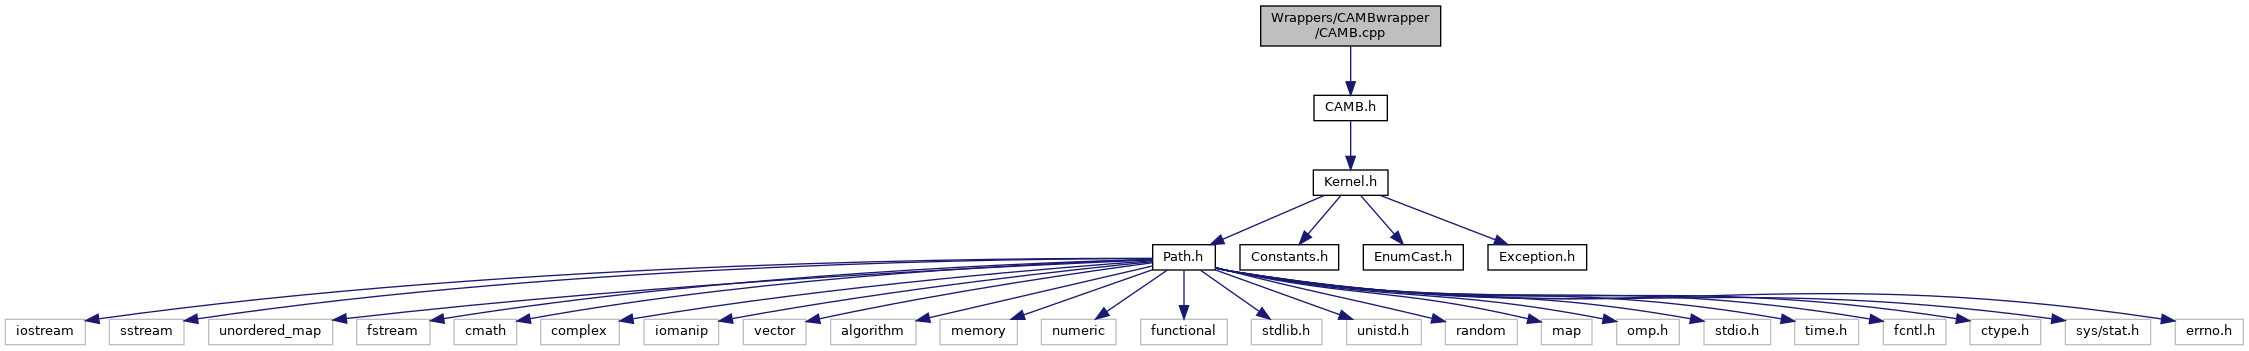 Wrappers/CAMBwrapper
/CAMB.cpp
CAMB.h
Kernel.h
Path.h
Constants.h
EnumCast.h
Exception.h
iostream
sstream
unordered_map
fstream
cmath
complex
iomanip
vector
algorithm
memory
numeric
functional
stdlib.h
unistd.h
random
map
omp.h
stdio.h
time.h
fcntl.h
ctype.h
sys/stat.h
errno.h